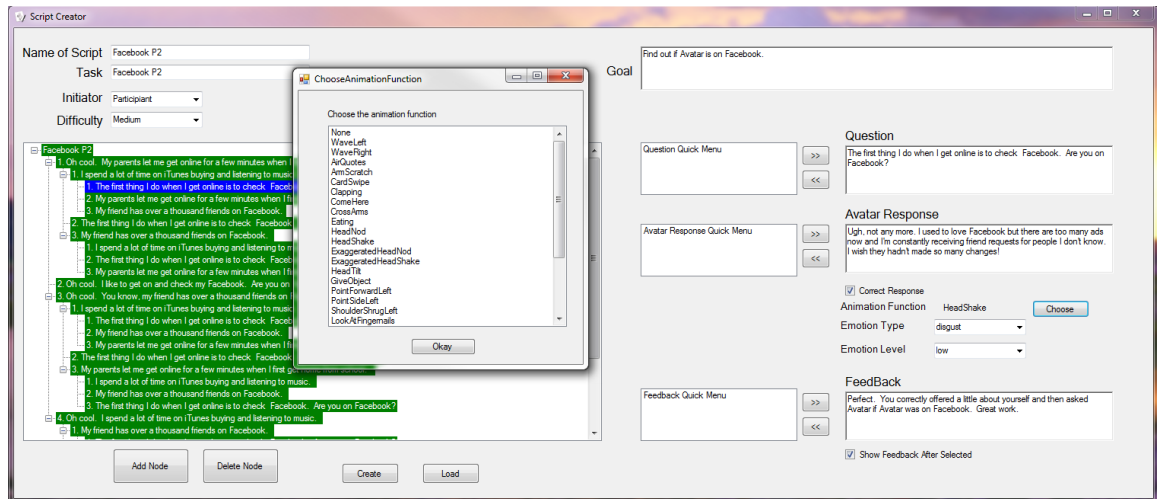 Script Creator
Name of Script Facebook P2
Task Facebook P2
Initiator Participiant
Difficulty Medium
Goal Find out if Avatar is on Facebook.
Facebook P2
1. Oh cool. My parents let me get online for a few minutes when I
1. I spend a lot of time on iTunes buying and listening to music
1. The first thing I do when I get online is to check Faceb
2. My parents let me get online for a few minutes when I fi
3. My friend has over a thousand friends on Facebook.
2. The first thing I do when I get online is to check Facebook
3. My friend has over a thousand friends on Facebook.
1. I spend a lot of time on iTunes buying and listening to m
2. The first thing I do when I get online is to check Faceb
3. My parents let me get online for a few minutes when I fi
2. Oh cool. I like to get on and check my Facebook. Are you on
3. Oh cool. You know, my friend has over a thousand friends on
1. I spend a lot of time on iTunes buying and listening to music
1. The first thing I do when I get online is to check Faceb
2. My friend has over a thousand friends on Facebook.
3. My parents let me get online for a few minutes when I fi
2. The first thing I do when I get online is to check Facebook
3. My parents let me get online for a few minutes when I first get home from school
1. I spend a lot of time on iTunes buying and listening to music.
2. My friend has over a thousand friends on Facebook.
3. The first thing I do when I get online is to check Facebook. Are you on Facebook?
4. Oh cool. I spend a lot of time on iTunes buying and listening to music.
1. My friend has over a thousand friends on Facebook.
Add Node
Delete Node
Create
Load
ChooseAnimationFunction
Choose the animation function
None
WaveLeft
WaveRight
AirQuotes
ArmScratch
CardSwipe
Clapping
ComeHere
CrossArms
Eating
HeadNod
HeadShake
ExaggeratedHeadNod
ExaggeratedHeadShake
HeadTilt
GiveObject
PointForwardLeft
PointSideLeft
ShoulderShrugLeft
LookAtFingernails
Okay
Question Quick Menu
>>
<<
Question
The first thing I do when I get online is to check Facebook. Are you on
Facebook?
Avatar Response Quick Menu
>>
<<
Avatar Response
Ugh, not any more. I used to love Facebook but there are too many ads
now and I'm constantly receiving friend requests for people I don't know.
I wish they hadn't made so many changes!
Correct Response
Animation Function HeadShake Choose
Emotion Type disgust
Emotion Level low
Feedback Quick Menu
>>
<<
FeedBack
Perfect. You correctly offered a little about yourself and then asked
Avatar if Avatar was on Facebook. Great work.
Show Feedback After Selected